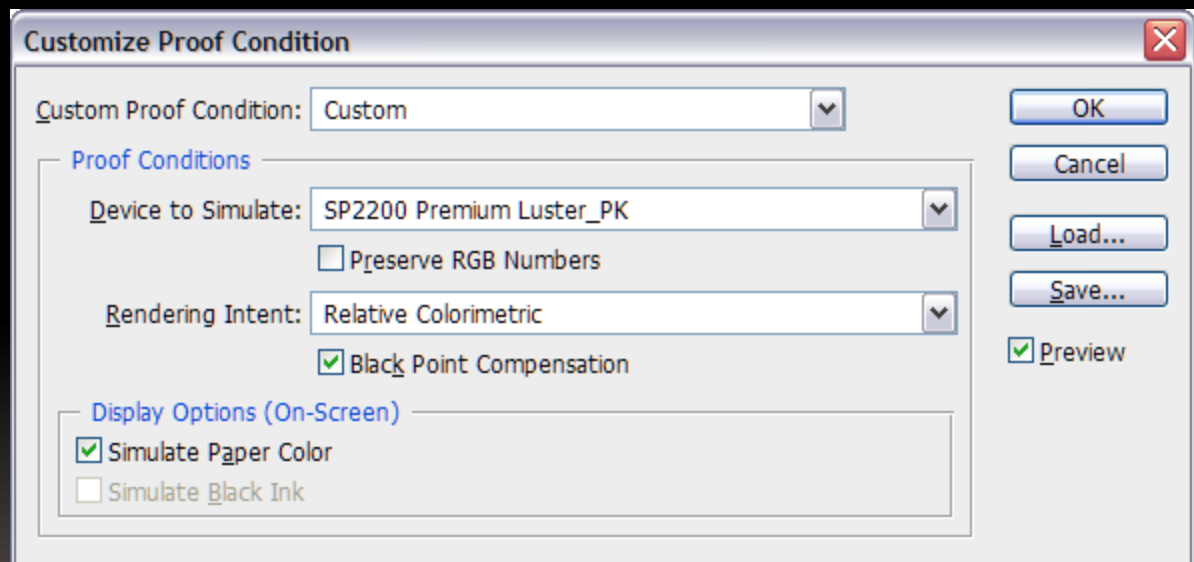 Customize Proof Condition
Custom Proof Condition: Custom
OK
Proof Conditions
Cancel
Device to Simulate: SP2200 Premium Luster_PK
Preserve RGB Numbers
Load...
Rendering Intent: Relative Colorimetric
Save...
Black Point Compensation
Preview
Display Options (On-Screen)
Simulate Paper Color
Simulate Black Ink